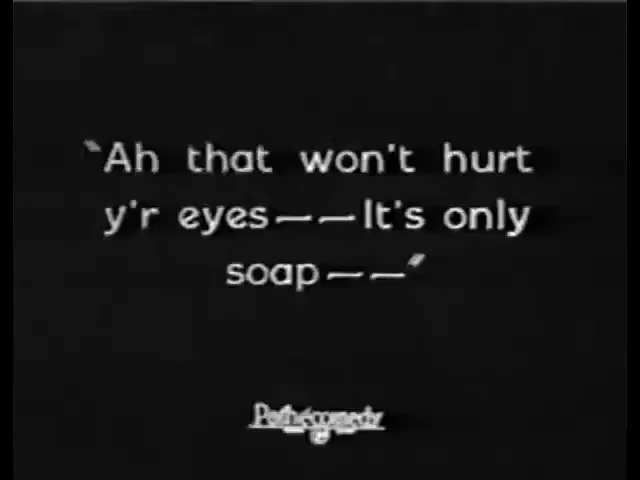 "Ah that won't hurt
y'r eyes——It's only
soap——"
Pathécomedy